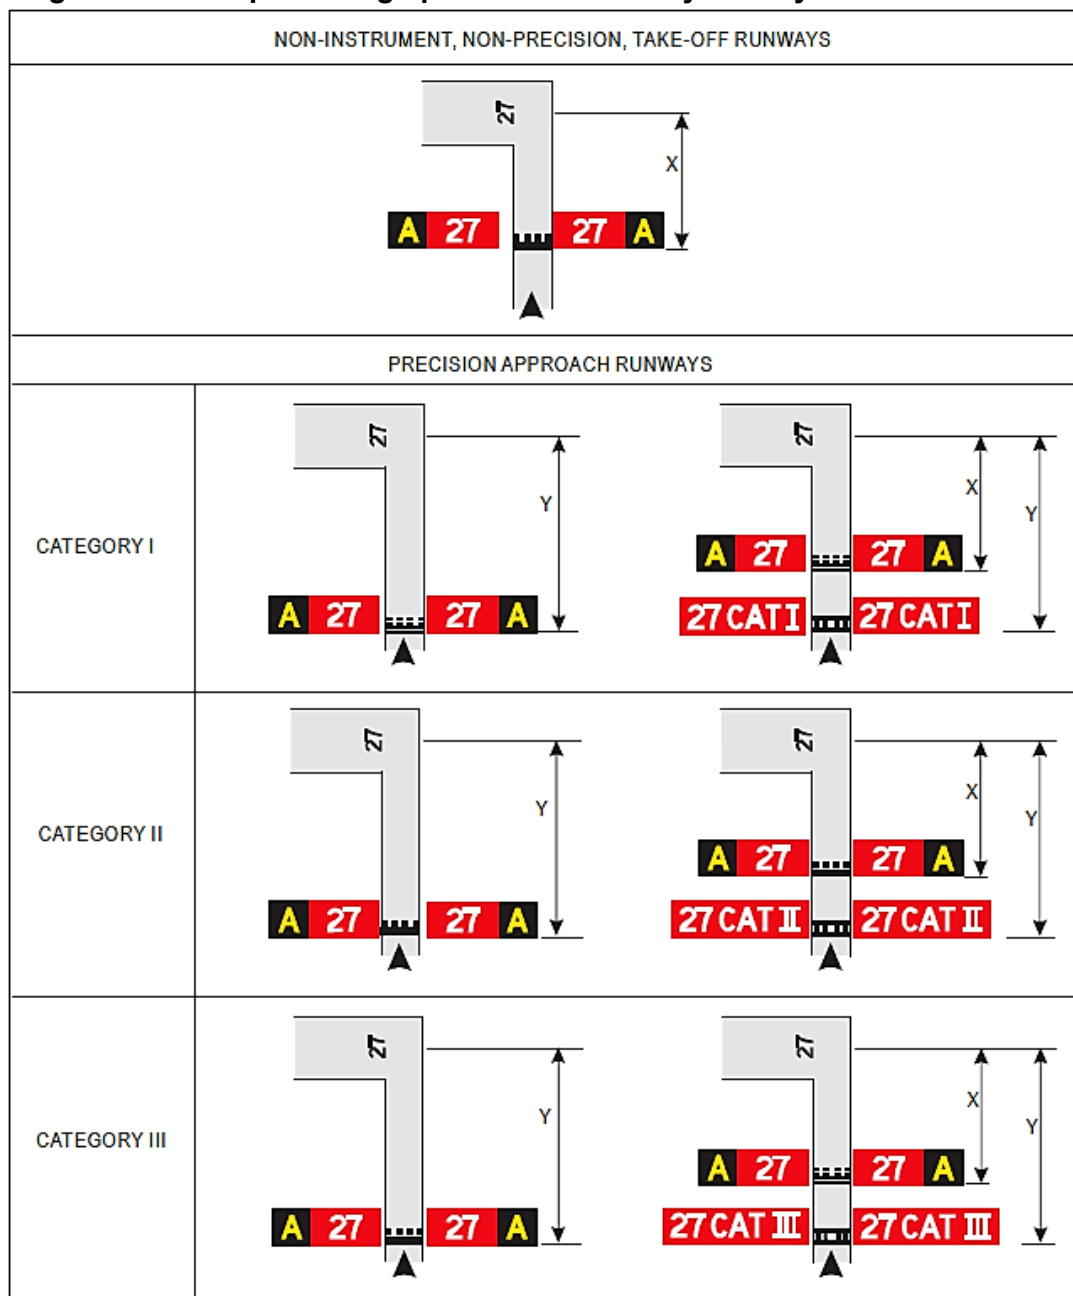 NON-INSTRUMENT, NON-PRECISION, TAKE-OFF RUNWAYS
27
X
A 27 27 A
PRECISION APPROACH RUNWAYS
CATEGORY I
27
Y
A 27 27 A
27
X
Y
A 27 27 A
27 CAT I 27 CAT I
CATEGORY II
27
Y
A 27 27 A
27
X
Y
A 27 27 A
27 CAT II 27 CAT II
CATEGORY III
27
Y
A 27 27 A
27
X
Y
A 27 27 A
27 CAT III 27 CAT III